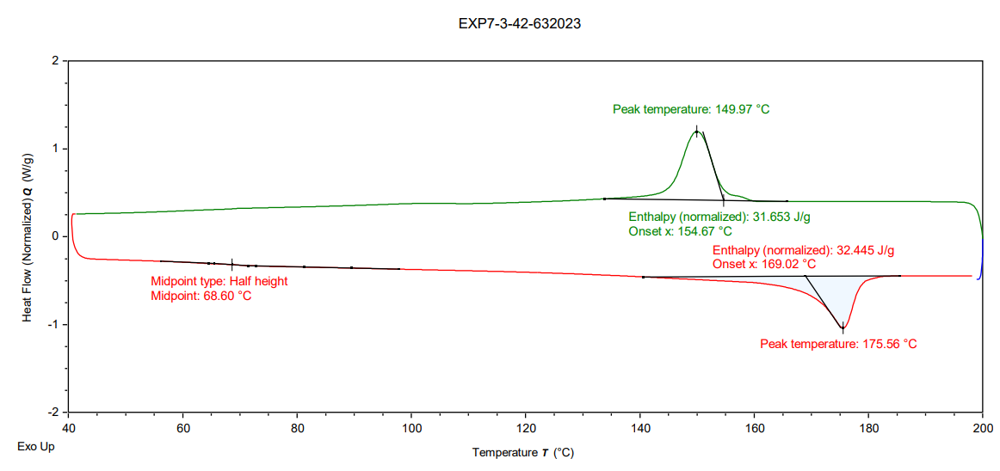 EXP7-3-42-632023
2
Peak temperature: 149.97 °C
1
Heat Flow (Normalized) Q (W/g)
Enthalpy (normalized): 31.653 J/g
Onset x: 154.67 °C
0
Enthalpy (normalized): 32.445 J/g
Onset x: 169.02 °C
Midpoint type: Half height
Midpoint: 68.60 °C
-1
Peak temperature: 175.56 °C
-2
40 60 80 100 120 140 160 180 200
Exo Up
Temperature T (°C)